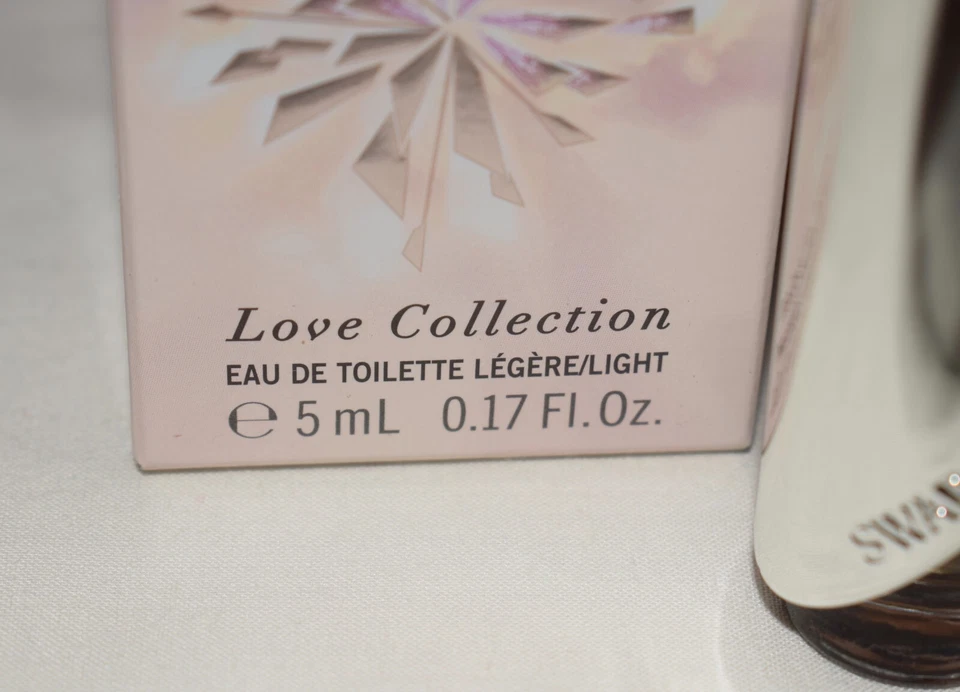 Love Collection
EAU DE TOILETTE LÉGÈRE/LIGHT
℮ 5 mL 0.17 Fl.Oz.